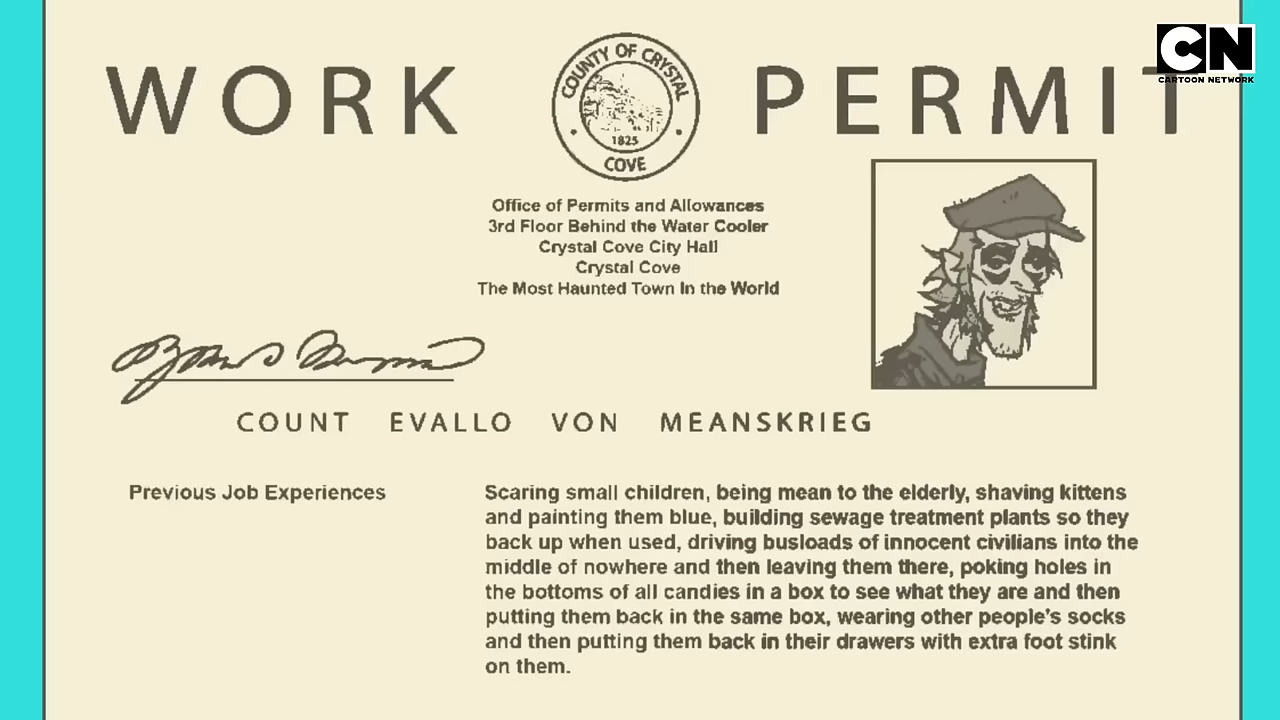 CN
CARTOON NETWORK
WORK PERMIT
COUNTY OF CRYSTAL
1825
COVE
Office of Permits and Allowances
3rd Floor Behind the Water Cooler
Crystal Cove City Hall
Crystal Cove
The Most Haunted Town In the World
COUNT EVALLO VON MEANSKRIEG
Previous Job Experiences
Scaring small children, being mean to the elderly, shaving kittens
and painting them blue, building sewage treatment plants so they
back up when used, driving busloads of innocent civilians into the
middle of nowhere and then leaving them there, poking holes in
the bottoms of all candies in a box to see what they are and then
putting them back in the same box, wearing other people's socks
and then putting them back in their drawers with extra foot stink
on them.